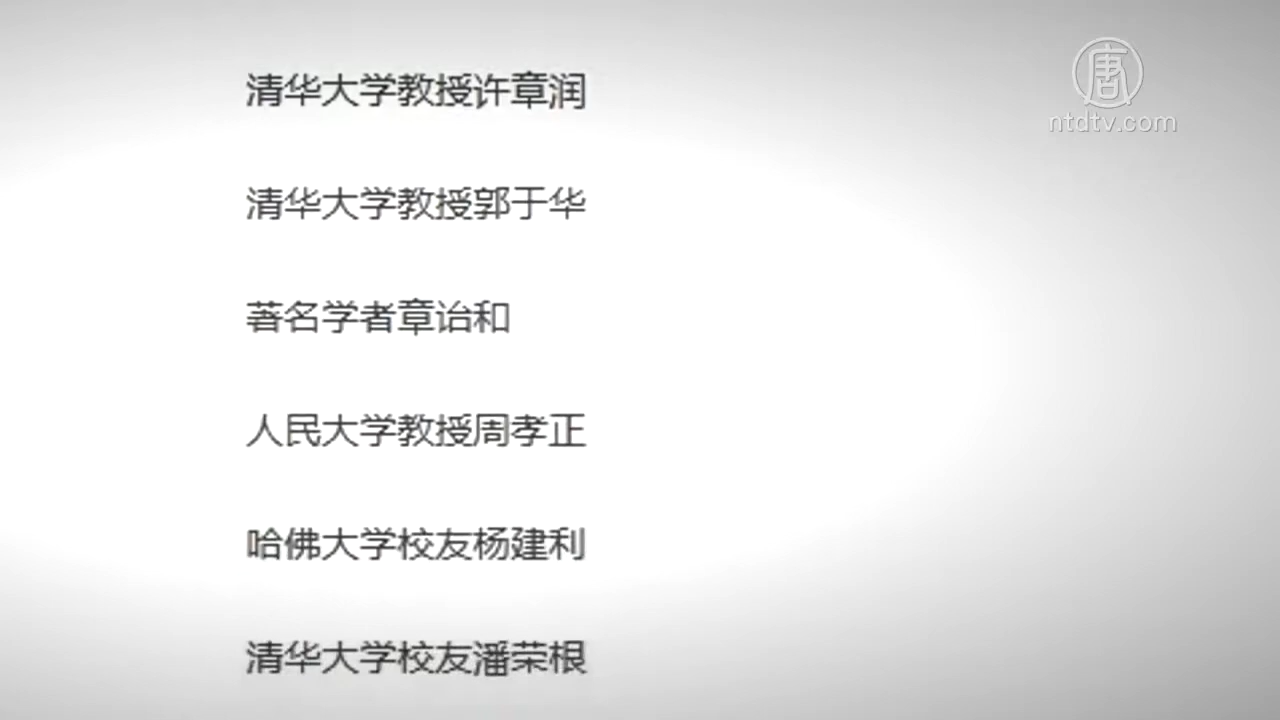 唐
ntdtv.com
清华大学教授许章润
清华大学教授郭于华
著名学者章诒和
人民大学教授周孝正
哈佛大学校友杨建利
清华大学校友潘荣根